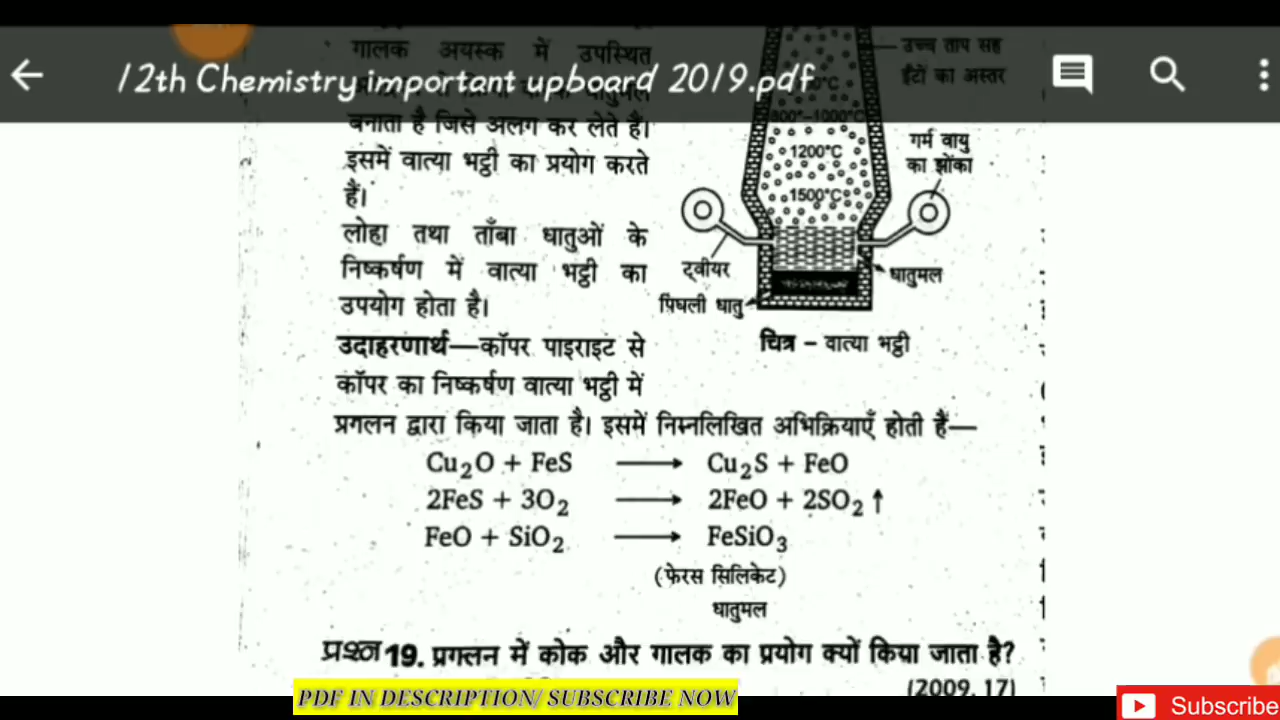 12th Chemistry important upboard 2019.pdf
गालक अयस्क में उपस्थित
बनाता है जिसे अलग कर लेते हैं।
इसमें वात्या भट्ठी का प्रयोग करते
हैं।
लोहा तथा ताँबा धातुओं के
निष्कर्षण में वात्या भट्ठी का
उपयोग होता है।
उदाहरणार्थ—कॉपर पाइराइट से
कॉपर का निष्कर्षण वात्या भट्ठी में
प्रगलन द्वारा किया जाता है। इसमें निम्नलिखित अभिक्रियाएँ होती हैं—
उच्च ताप सह
ईंटों का अस्तर
800°–1000°C
1200°C
1500°C
गर्म वायु
का झोंका
ट्वीयर
धातुमल
पिघली धातु
चित्र – वात्या भट्ठी
Cu₂O + FeS ⟶ Cu₂S + FeO
2FeS + 3O₂ ⟶ 2FeO + 2SO₂ ↑
FeO + SiO₂ ⟶ FeSiO₃
(फेरस सिलिकेट)
धातुमल
प्रश्न 19. प्रगलन में कोक और गालक का प्रयोग क्यों किया जाता है?
(2009, 17)
PDF IN DESCRIPTION/ SUBSCRIBE NOW
Subscribe